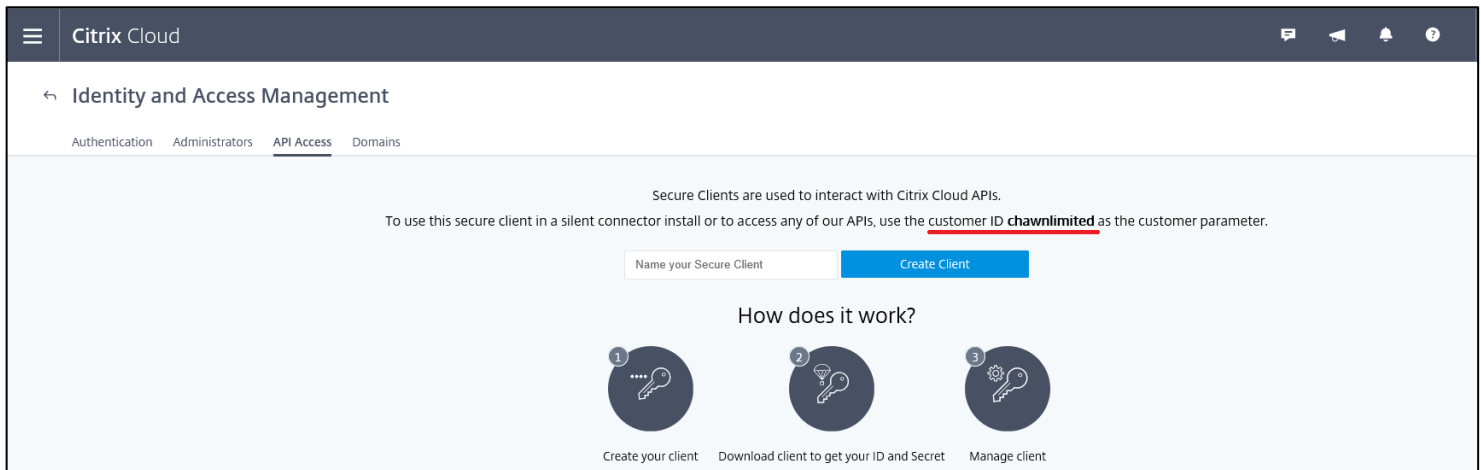 Citrix Cloud
Identity and Access Management
Authentication Administrators API Access Domains
Secure Clients are used to interact with Citrix Cloud APIs.
To use this secure client in a silent connector install or to access any of our APIs, use the customer ID chawnlimited as the customer parameter.
Name your Secure Client Create Client
How does it work?
1 2 3
Create your client Download client to get your ID and Secret Manage client